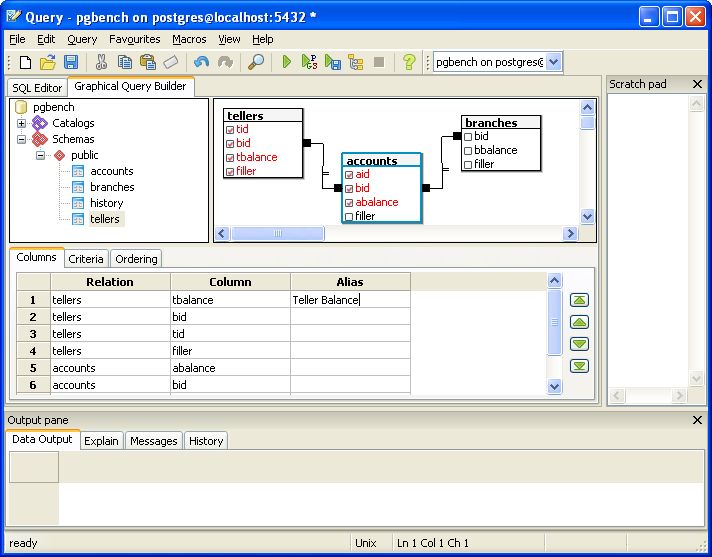 Query - pgbench on postgres@localhost:5432 *
File Edit Query Favourites Macros View Help
pgbench on postgres@
SQL Editor Graphical Query Builder
Scratch pad
pgbench
Catalogs
Schemas
public
accounts
branches
history
tellers
tellers
tid
bid
tbalance
filler
accounts
aid
bid
abalance
filler
branches
bid
bbalance
filler
Columns Criteria Ordering
Relation Column Alias
1 tellers tbalance Teller Balance
2 tellers bid
3 tellers tid
4 tellers filler
5 accounts abalance
6 accounts bid
Output pane
Data Output Explain Messages History
ready Unix Ln 1 Col 1 Ch 1